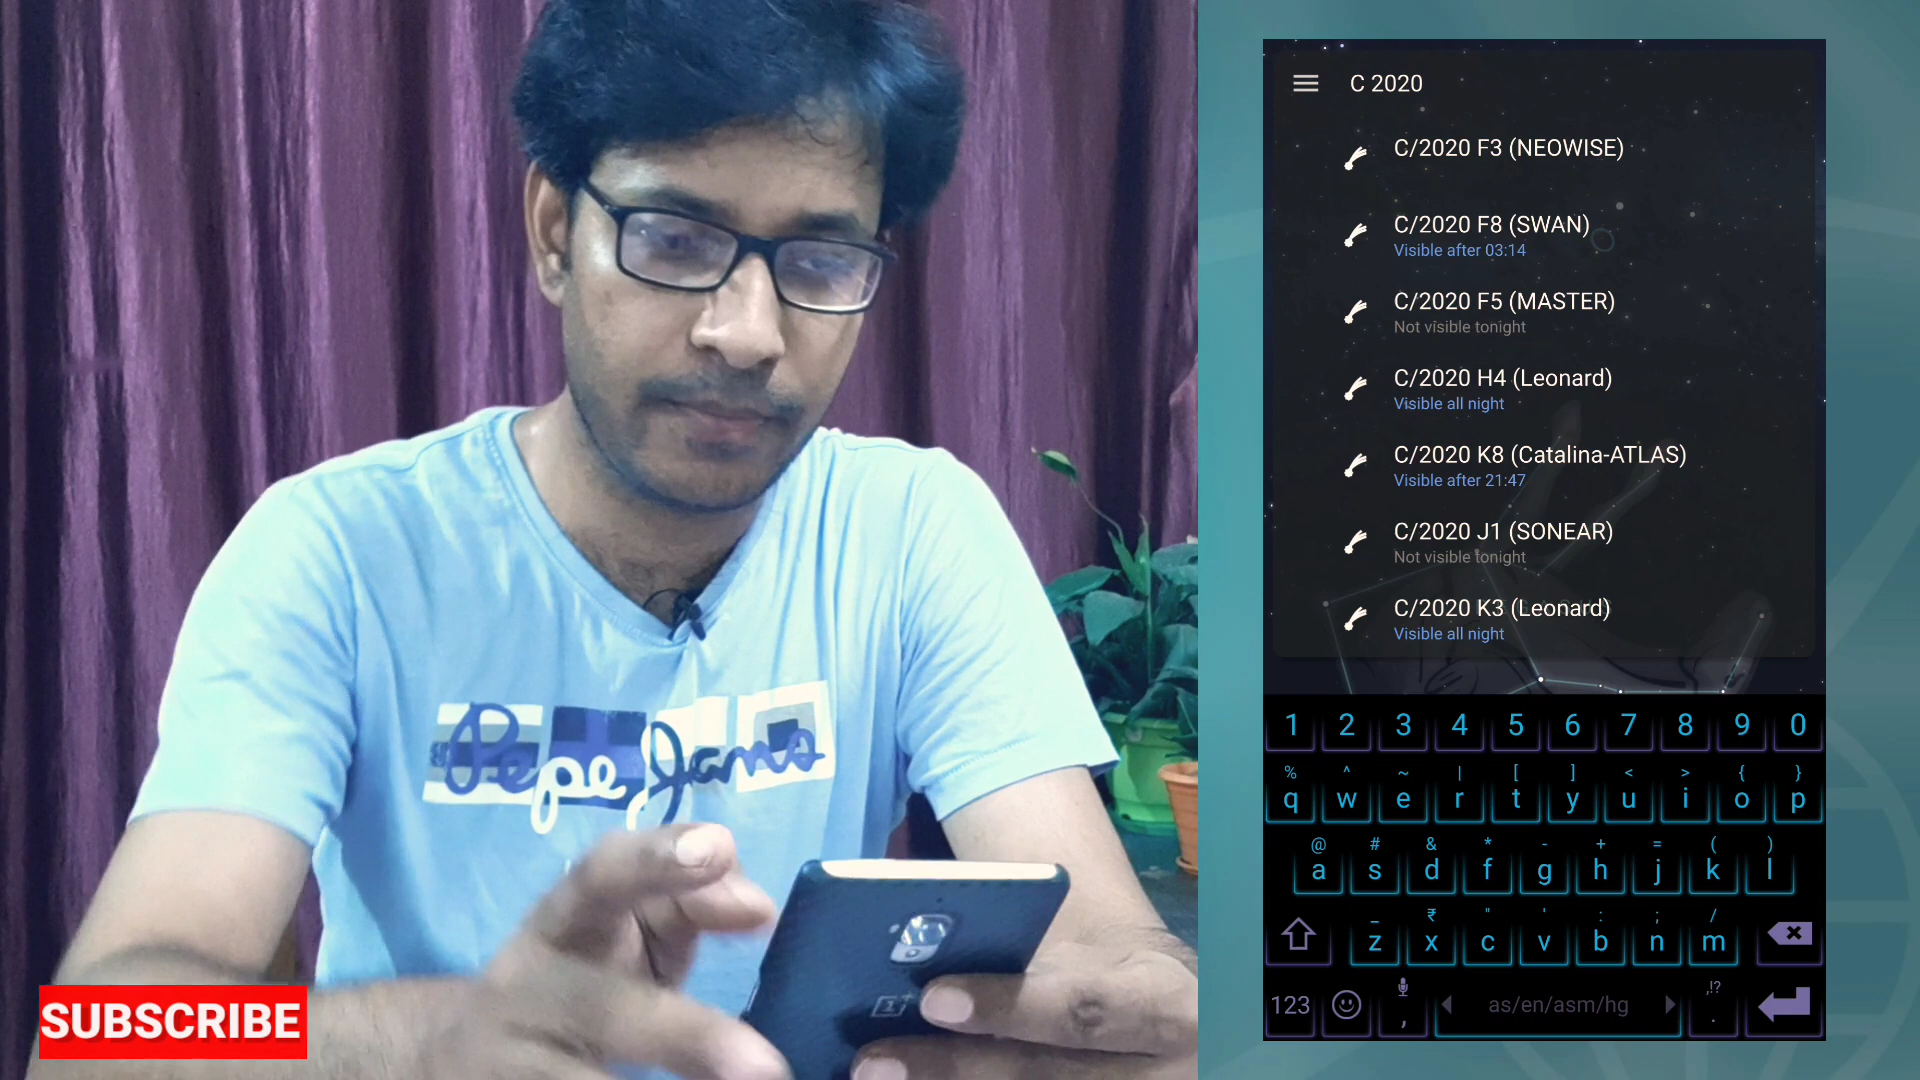 C 2020
C/2020 F3 (NEOWISE)
C/2020 F8 (SWAN)
Visible after 03:14
C/2020 F5 (MASTER)
Not visible tonight
C/2020 H4 (Leonard)
Visible all night
C/2020 K8 (Catalina-ATLAS)
Visible after 21:47
C/2020 J1 (SONEAR)
Not visible tonight
C/2020 K3 (Leonard)
Visible all night
1 2 3 4 5 6 7 8 9 0
% ^ ~ | [ ] < > { }
q w e r t y u i o p
@ # & * - + = ( )
a s d f g h j k l
_ ₹ " ' : ; /
z x c v b n m
,!?
123 , as/en/asm/hg .
Pepe Jeans
SUBSCRIBE